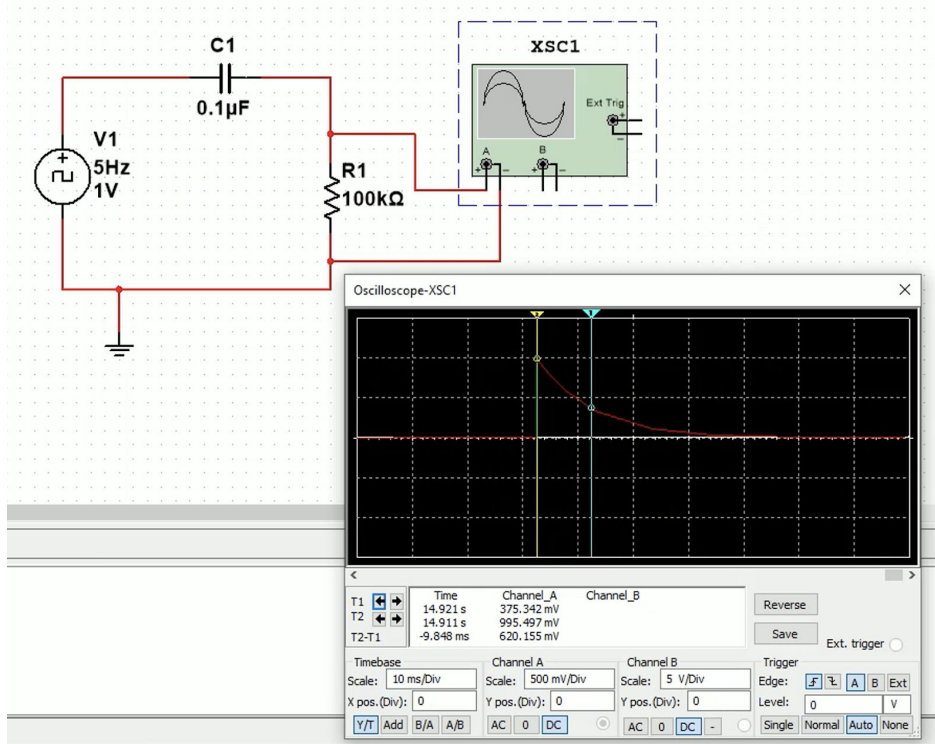 C1
0.1µF
V1
5Hz
1V
R1
100kΩ
XSC1
Ext Trig
+
–
A
B
+ –
+ –
Oscilloscope-XSC1
T1
T2
T2-T1
Time Channel_A Channel_B
14.921 s 375.342 mV
14.911 s 995.497 mV
-9.848 ms 620.155 mV
Reverse
Save
Ext. trigger
Timebase
Scale: 10 ms/Div
X pos.(Div): 0
Y/T Add B/A A/B
Channel A
Scale: 500 mV/Div
Y pos.(Div): 0
AC 0 DC
Channel B
Scale: 5 V/Div
Y pos.(Div): 0
AC 0 DC -
Trigger
Edge: A B Ext
Level: 0 V
Single Normal Auto None